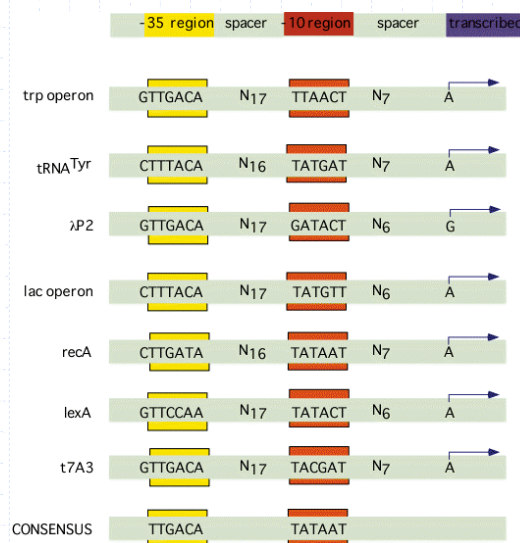 -35 region spacer -10 region spacer transcribed
trp operon GTTGACA N17 TTAACT N7 A
tRNATyr CTTTACA N16 TATGAT N7 A
λP2 GTTGACA N17 GATACT N6 G
lac operon CTTTACA N17 TATGTT N6 A
recA CTTGATA N16 TATAAT N7 A
lexA GTTCCAA N17 TATACT N6 A
t7A3 GTTGACA N17 TACGAT N7 A
CONSENSUS TTGACA TATAAT